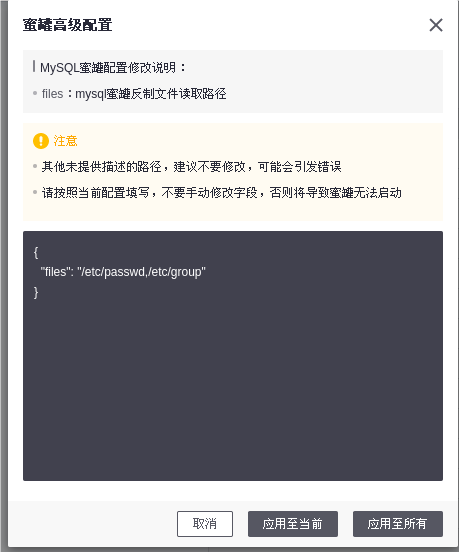 蜜罐高级配置
MySQL蜜罐配置修改说明：
files：mysql蜜罐反制文件读取路径
注意
其他未提供描述的路径，建议不要修改，可能会引发错误
请按照当前配置填写，不要手动修改字段，否则将导致蜜罐无法启动
{
"files": "/etc/passwd,/etc/group"
}
取消
应用至当前
应用至所有